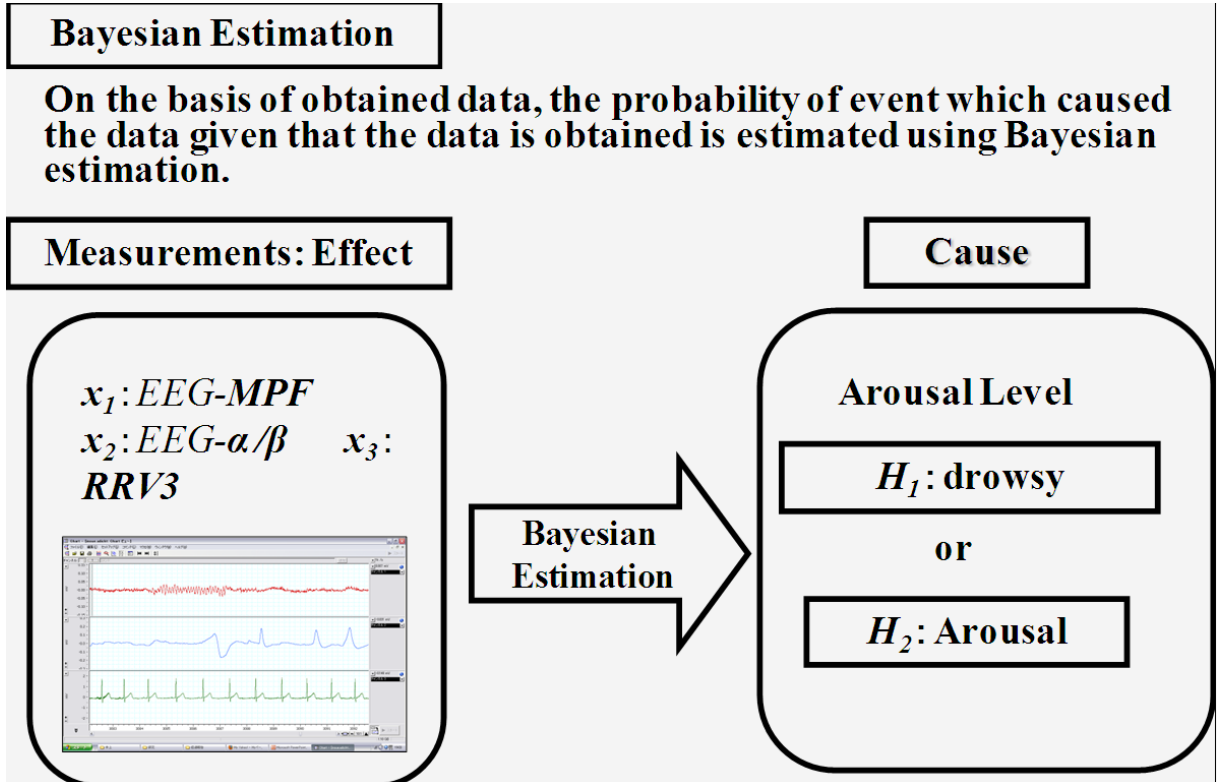 Bayesian Estimation
On the basis of obtained data, the probability of event which caused
the data given that the data is obtained is estimated using Bayesian
estimation.
Measurements: Effect
Cause
x₁: EEG-MPF
x₂: EEG-α/β x₃:
RRV3
Bayesian
Estimation
Arousal Level
H₁: drowsy
or
H₂: Arousal